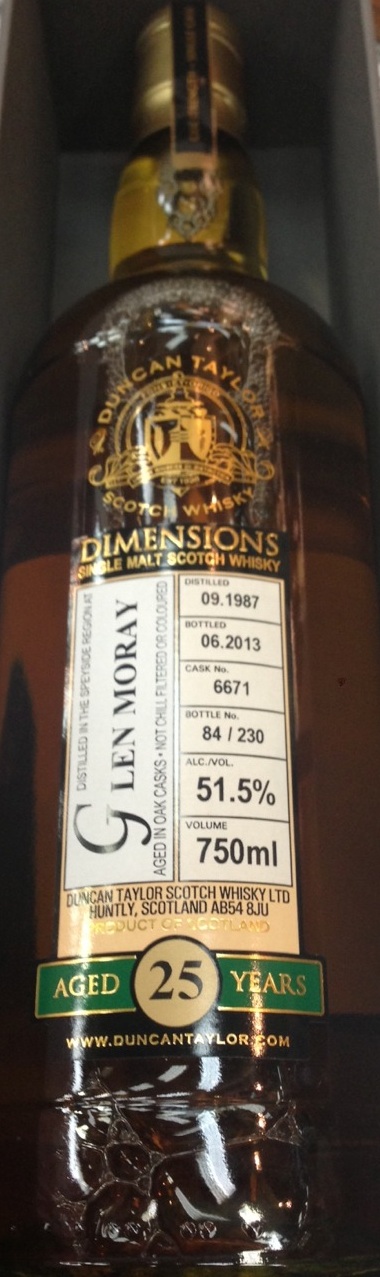 DUNCAN TAYLOR
SCOTCH WHISKY
DIMENSIONS
SINGLE MALT SCOTCH WHISKY
DISTILLED IN THE SPEYSIDE REGION AT
GLEN MORAY
AGED IN OAK CASKS • NOT CHILL FILTERED OR COLOURED
DISTILLED
09.1987
BOTTLED
06.2013
CASK No.
6671
BOTTLE No.
84 / 230
ALC./VOL.
51.5%
VOLUME
750ml
DUNCAN TAYLOR SCOTCH WHISKY LTD
HUNTLY, SCOTLAND AB54 8JU
PRODUCT OF SCOTLAND
AGED 25 YEARS
WWW.DUNCANTAYLOR.COM